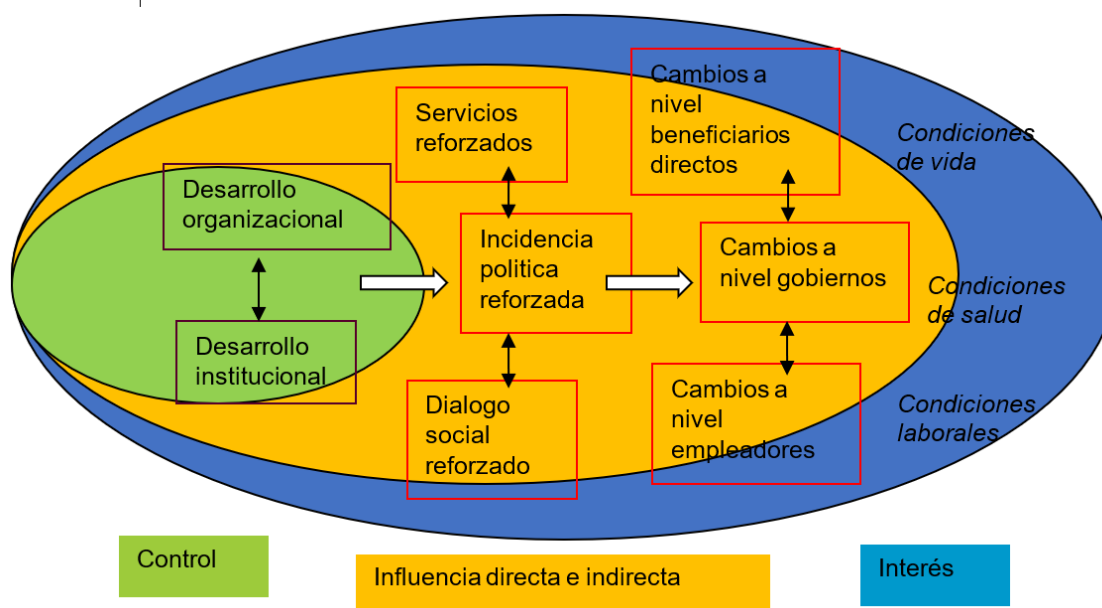 Desarrollo
organizacional
Desarrollo
institucional
Servicios
reforzados
Incidencia
politica
reforzada
Dialogo
social
reforzado
Cambios a
nivel
beneficiarios
directos
Cambios a
nivel gobiernos
Cambios a
nivel
empleadores
Condiciones
de vida
Condiciones
de salud
Condiciones
laborales
Control
Influencia directa e indirecta
Interés